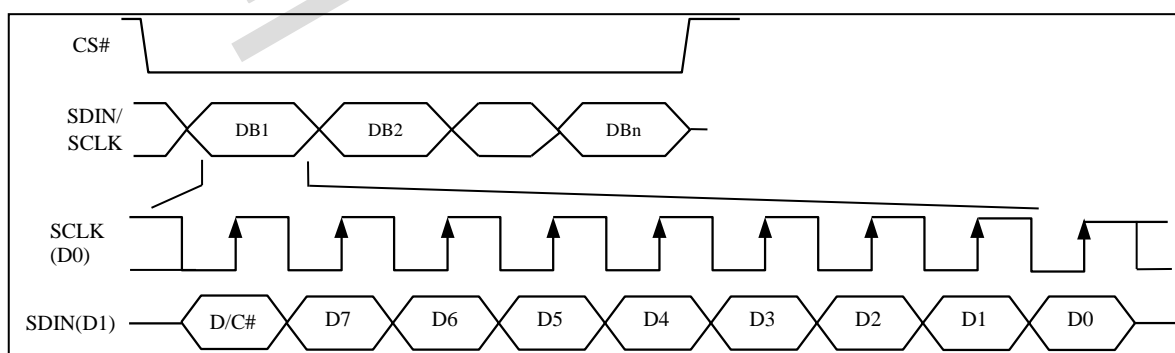 CS#
SDIN/
SCLK
DB1 DB2 DBn
SCLK
(D0)
SDIN(D1) D/C# D7 D6 D5 D4 D3 D2 D1 D0